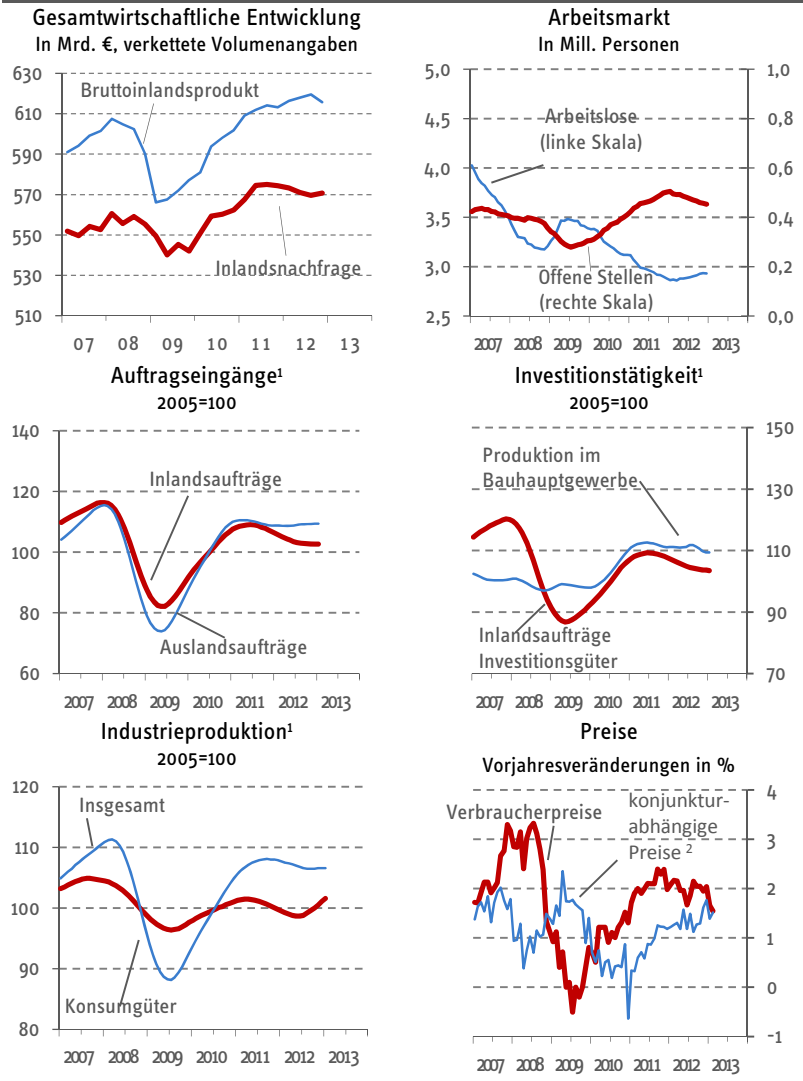 Gesamtwirtschaftliche Entwicklung
In Mrd. €, verkettete Volumenangaben
630
610
590
570
550
530
510
Bruttoinlandsprodukt
Inlandsnachfrage
07 08 09 10 11 12 13
Arbeitsmarkt
In Mill. Personen
5,0
4,5
4,0
3,5
3,0
2,5
1,0
0,8
0,6
0,4
0,2
0,0
Arbeitslose
(linke Skala)
Offene Stellen
(rechte Skala)
2007 2008 2009 2010 2011 2012 2013
Auftragseingänge¹
2005=100
140
120
100
80
60
Inlandsaufträge
Auslandsaufträge
2007 2008 2009 2010 2011 2012 2013
Investitionstätigkeit¹
2005=100
150
130
110
90
70
Produktion im
Bauhauptgewerbe
Inlandsaufträge
Investitionsgüter
2007 2008 2009 2010 2011 2012 2013
Industrieproduktion¹
2005=100
120
110
100
90
80
Insgesamt
Konsumgüter
2007 2008 2009 2010 2011 2012 2013
Preise
Vorjahresveränderungen in %
4
3
2
1
0
-1
Verbraucherpreise
konjunktur-
abhängige
Preise ²
2007 2008 2009 2010 2011 2012 2013